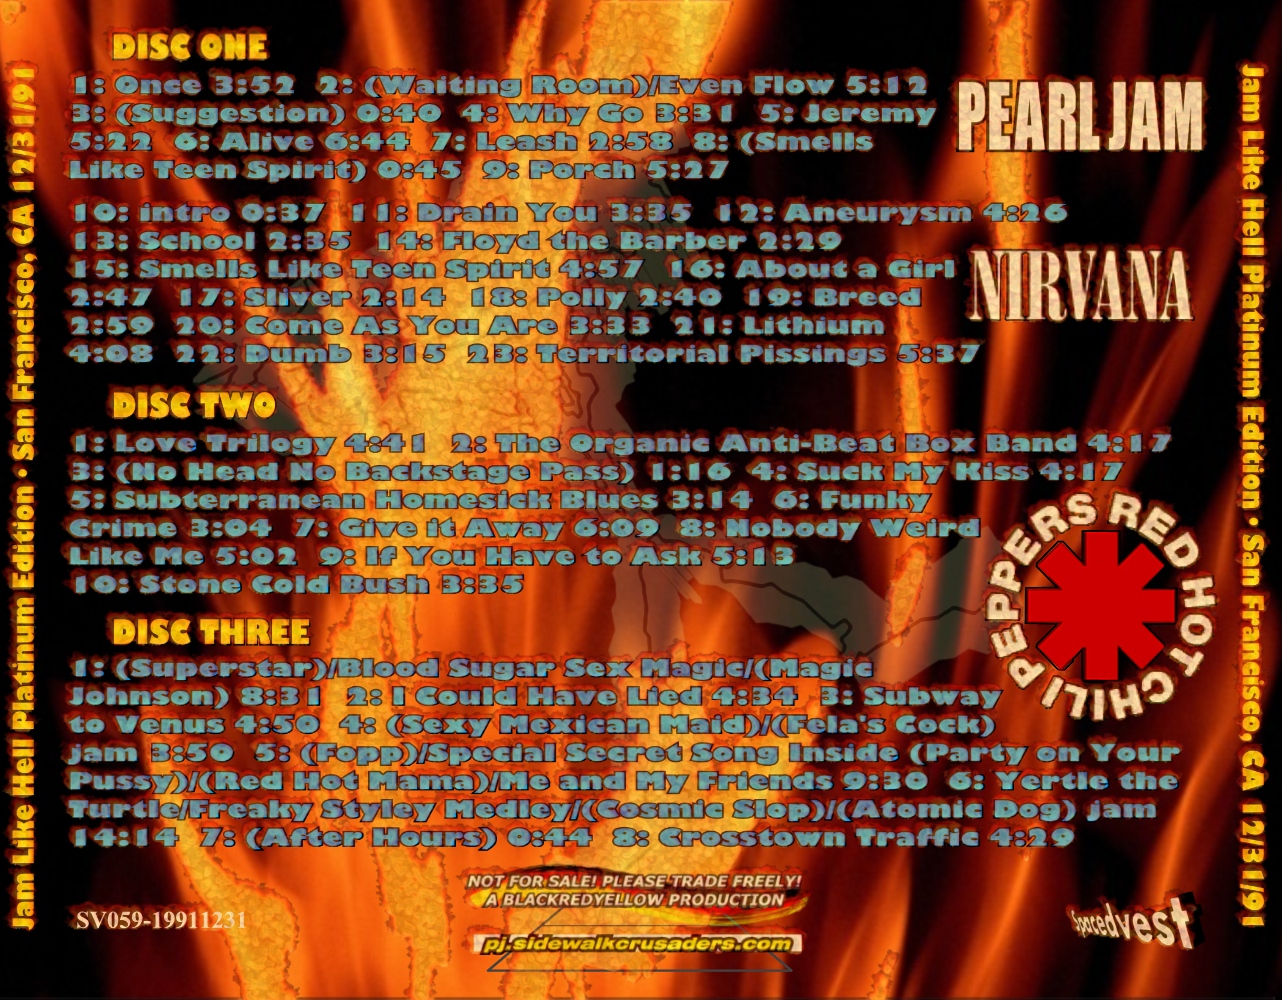 Jam Like Hell Platinum Edition • San Francisco, CA 12/31/91
DISC ONE
1: Once 3:52 2: (Waiting Room)/Even Flow 5:12
3: (Suggestion) 0:40 4: Why Go 3:31 5: Jeremy
5:22 6: Alive 6:44 7: Leash 2:58 8: (Smells
Like Teen Spirit) 0:45 9: Porch 5:27
PEARL JAM
10: intro 0:37 11: Drain You 3:35 12: Aneurysm 4:26
13: School 2:35 14: Floyd the Barber 2:29
15: Smells Like Teen Spirit 4:57 16: About a Girl
2:47 17: Sliver 2:14 18: Polly 2:40 19: Breed
2:59 20: Come As You Are 3:33 21: Lithium
4:08 22: Dumb 3:15 23: Territorial Pissings 5:37
NIRVANA
DISC TWO
1: Love Trilogy 4:41 2: The Organic Anti-Beat Box Band 4:17
3: (No Head No Backstage Pass) 1:16 4: Suck My Kiss 4:17
5: Subterranean Homesick Blues 3:14 6: Funky
Crime 3:04 7: Give it Away 6:09 8: Nobody Weird
Like Me 5:02 9: If You Have to Ask 5:13
10: Stone Cold Bush 3:35
RED HOT CHILI PEPPERS
DISC THREE
1: (Superstar)/Blood Sugar Sex Magic/(Magic
Johnson) 8:31 2: I Could Have Lied 4:34 3: Subway
to Venus 4:50 4: (Sexy Mexican Maid)/(Fela's Cock)
jam 3:50 5: (Fopp)/Special Secret Song Inside (Party on Your
Pussy)/(Red Hot Mama)/Me and My Friends 9:30 6: Yertle the
Turtle/Freaky Styley Medley/(Cosmic Slop)/(Atomic Dog) jam
14:14 7: (After Hours) 0:44 8: Crosstown Traffic 4:29
NOT FOR SALE! PLEASE TRADE FREELY!
A BLACKREDYELLOW PRODUCTION
SV059-19911231
pj.sidewalkcrusaders.com
spacedvest
Jam Like Hell Platinum Edition • San Francisco, CA 12/31/91